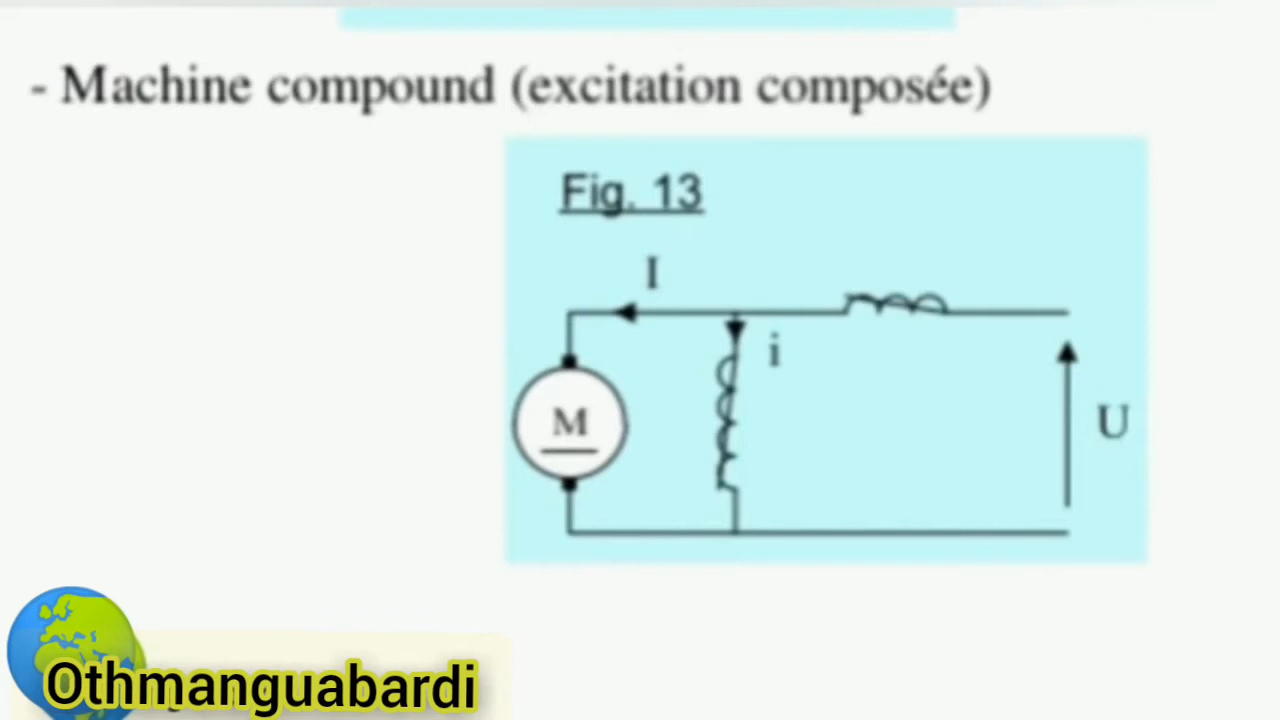 - Machine compound (excitation composée)
Fig. 13
I
i
M
U
Othmanguabardi